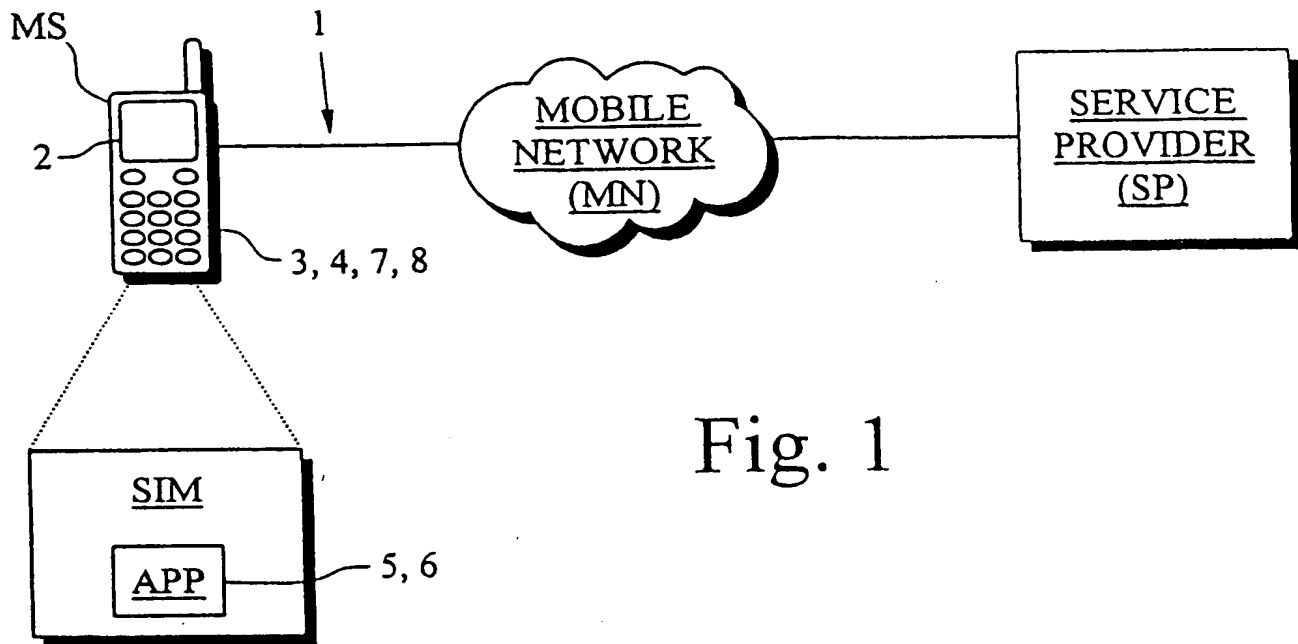 MS
1
2
MOBILE
NETWORK
(MN)
SERVICE
PROVIDER
(SP)
3, 4, 7, 8
Fig. 1
SIM
APP
5, 6